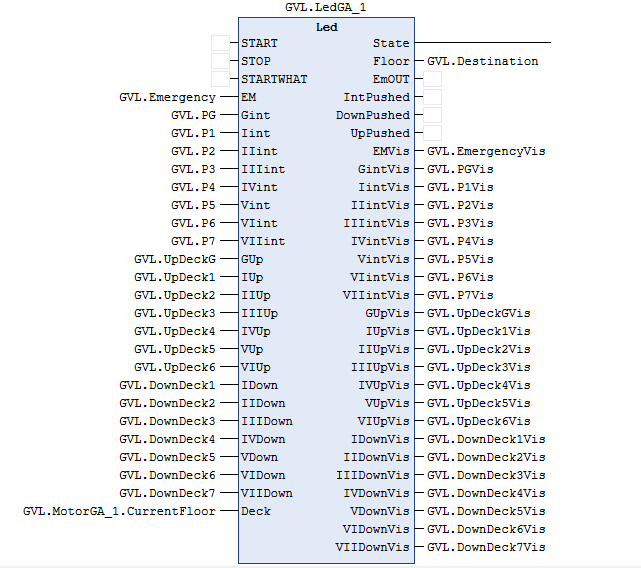 GVL.LedGA_1
Led
START State
STOP Floor GVL.Destination
STARTWHAT EmOUT
GVL.Emergency EM IntPushed
GVL.PG Gint DownPushed
GVL.P1 Iint UpPushed
GVL.P2 IIint EMVis GVL.EmergencyVis
GVL.P3 IIIint GintVis GVL.PGVis
GVL.P4 IVint IintVis GVL.P1Vis
GVL.P5 Vint IIintVis GVL.P2Vis
GVL.P6 VIint IIIintVis GVL.P3Vis
GVL.P7 VIIint IVintVis GVL.P4Vis
GVL.UpDeckG GUp VintVis GVL.P5Vis
GVL.UpDeck1 IUp VIintVis GVL.P6Vis
GVL.UpDeck2 IIUp VIIintVis GVL.P7Vis
GVL.UpDeck3 IIIUp GUpVis GVL.UpDeckGVis
GVL.UpDeck4 IVUp IUpVis GVL.UpDeck1Vis
GVL.UpDeck5 VUp IIUpVis GVL.UpDeck2Vis
GVL.UpDeck6 VIUp IIIUpVis GVL.UpDeck3Vis
GVL.DownDeck1 IDown IVUpVis GVL.UpDeck4Vis
GVL.DownDeck2 IIDown VUpVis GVL.UpDeck5Vis
GVL.DownDeck3 IIIDown VIUpVis GVL.UpDeck6Vis
GVL.DownDeck4 IVDown IDownVis GVL.DownDeck1Vis
GVL.DownDeck5 VDown IIDownVis GVL.DownDeck2Vis
GVL.DownDeck6 VIDown IIIDownVis GVL.DownDeck3Vis
GVL.DownDeck7 VIIDown IVDownVis GVL.DownDeck4Vis
GVL.MotorGA_1.CurrentFloor Deck VDownVis GVL.DownDeck5Vis
VIDownVis GVL.DownDeck6Vis
VIIDownVis GVL.DownDeck7Vis